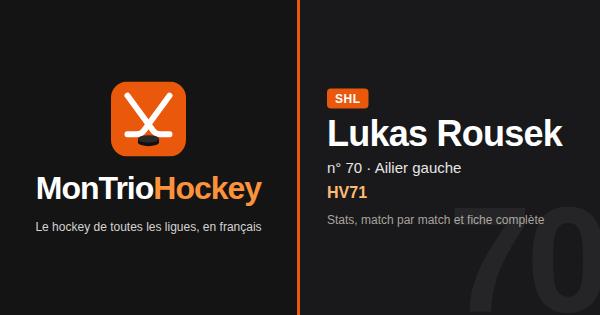 MonTrioHockey
Le hockey de toutes les ligues, en français
SHL
Lukas Rousek
n° 70 · Ailier gauche
HV71
Stats, match par match et fiche complète
70